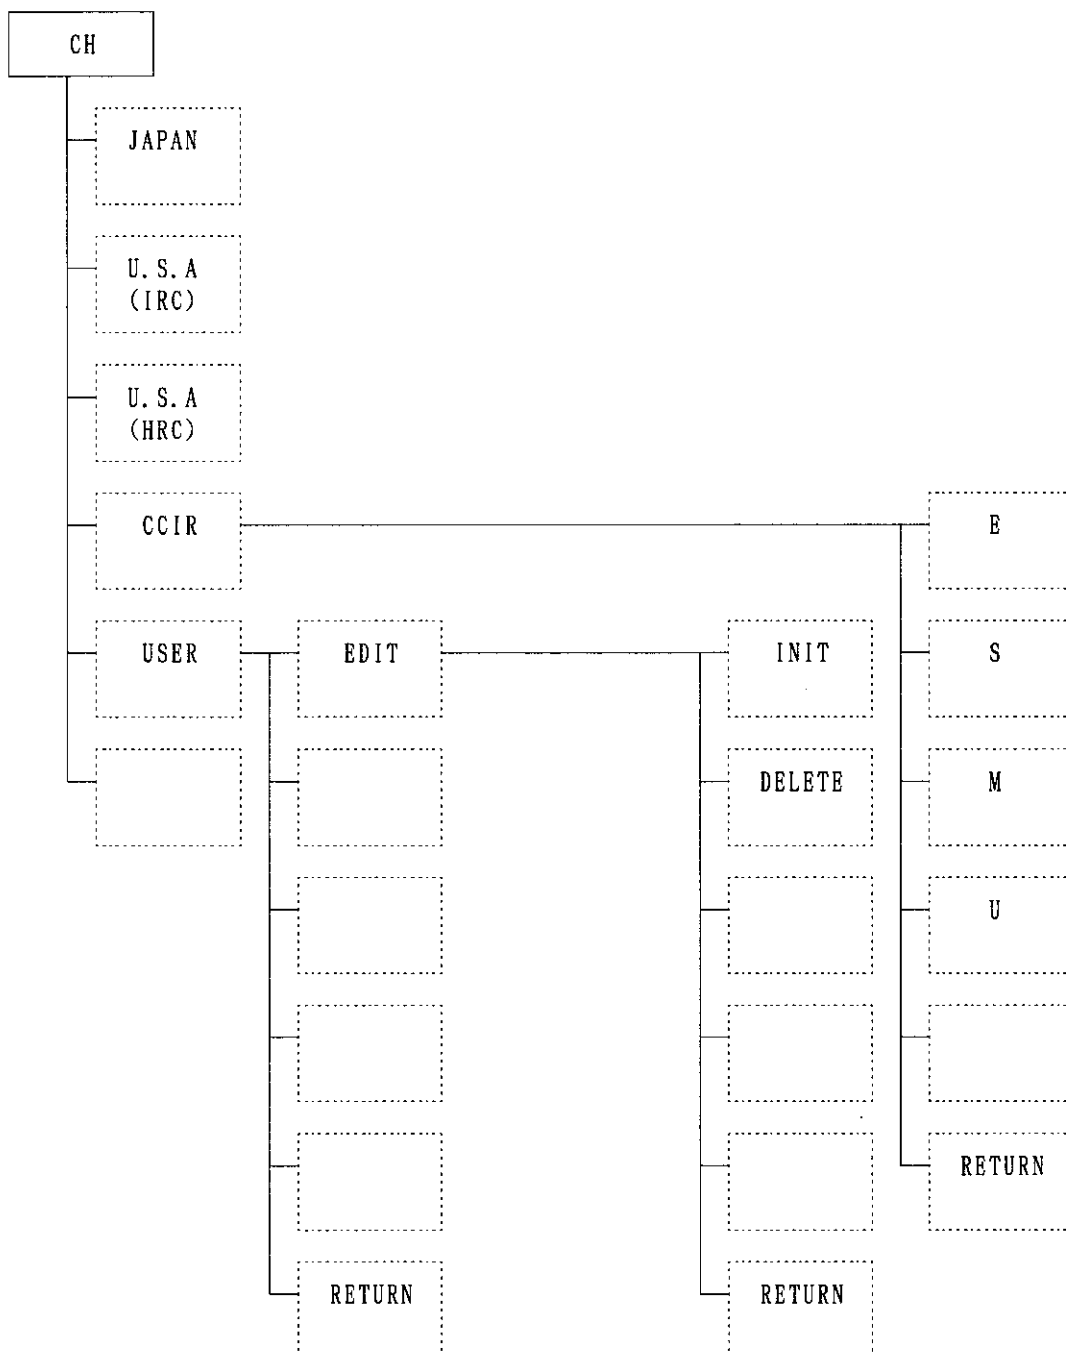 CH
JAPAN
U.S.A
(IRC)
U.S.A
(HRC)
CCIR
E
USER
EDIT
INIT
S
DELETE
M
U
RETURN
RETURN
RETURN